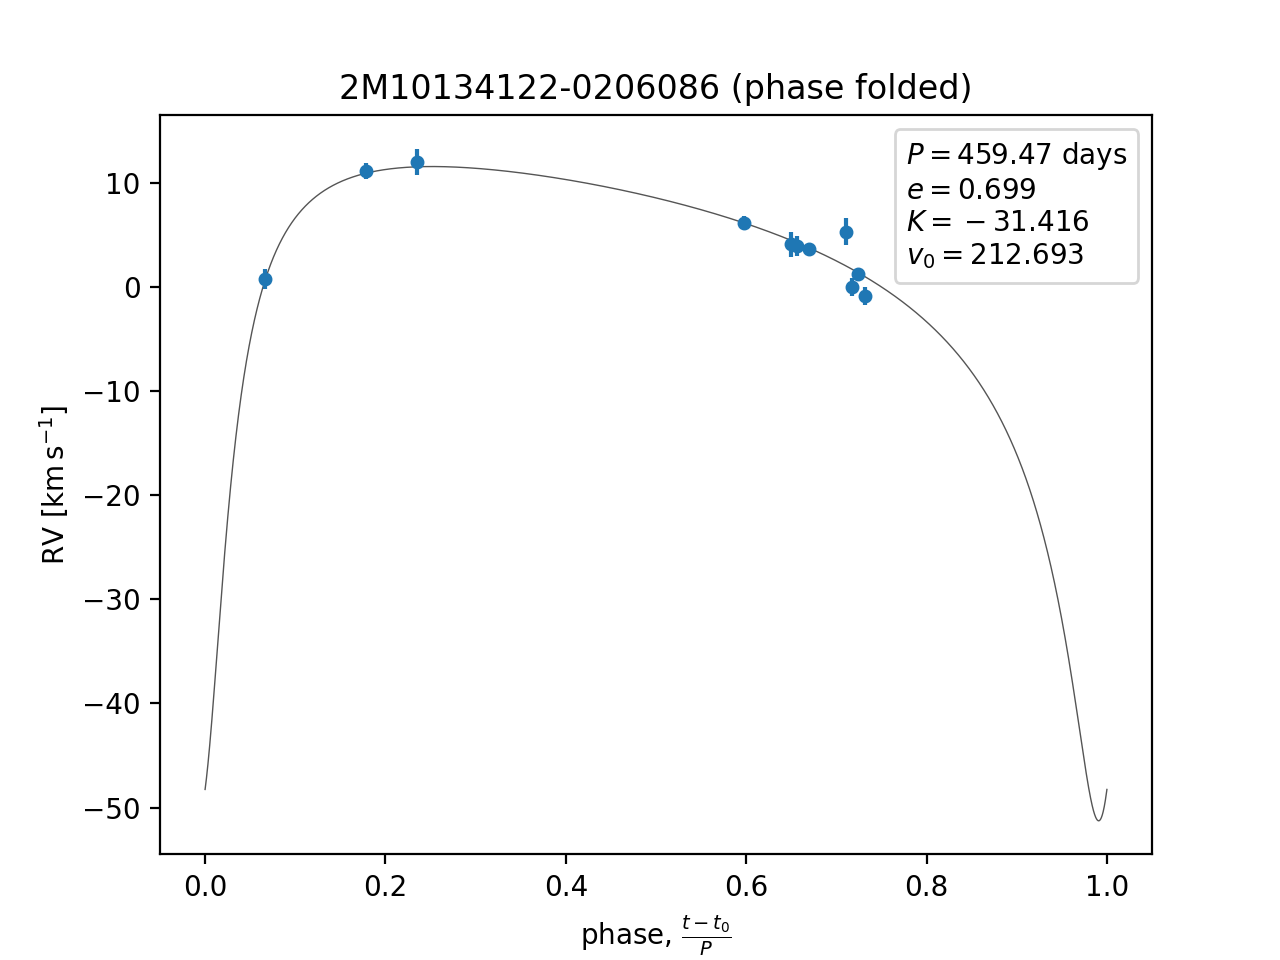 2M10134122-0206086 (phase folded)
P = 459.47 days
e = 0.699
K = −31.416
v₀ = 212.693
10
0
−10
−20
−30
−40
−50
RV [km s⁻¹]
0.0 0.2 0.4 0.6 0.8 1.0
phase, (t − t₀)/P